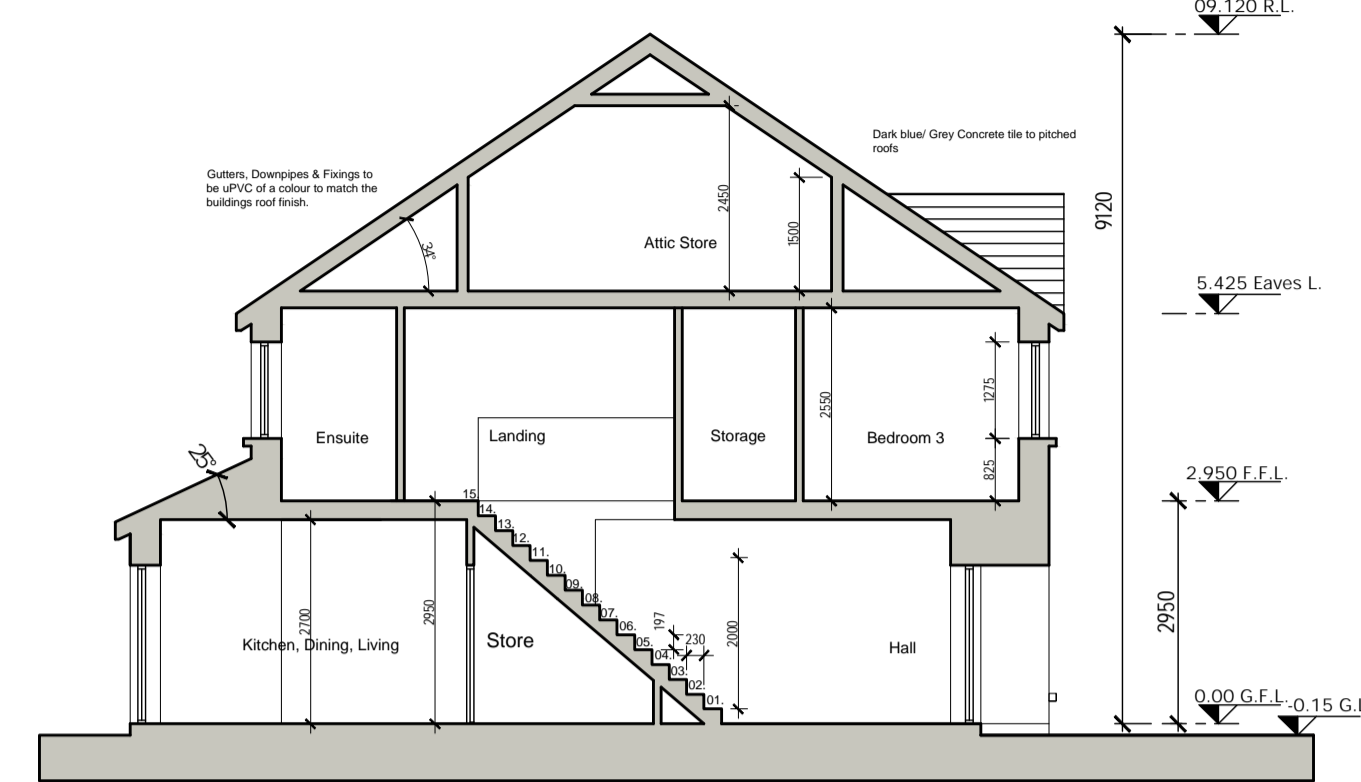 09.120 R.L.
Dark blue/ Grey Concrete tile to pitched
roofs
Gutters, Downpipes & Fixings to
be uPVC of a colour to match the
buildings roof finish.
9120
2450
1500
Attic Store
34°
5.425 Eaves L.
1275
2550
Ensuite
Landing
Storage
Bedroom 3
25°
825
2.950 F.F.L.
15.
14.
13.
12.
11.
10.
09.
08.
07.
06.
05.
04.
03.
02.
01.
2700
2950
197
230
2000
2950
Kitchen, Dining, Living
Store
Hall
0.00 G.F.L.
-0.15 G.L